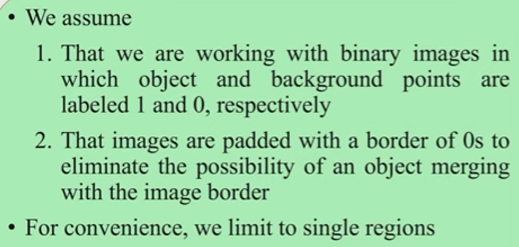 • We assume
1. That we are working with binary images in
which object and background points are
labeled 1 and 0, respectively
2. That images are padded with a border of 0s to
eliminate the possibility of an object merging
with the image border
• For convenience, we limit to single regions